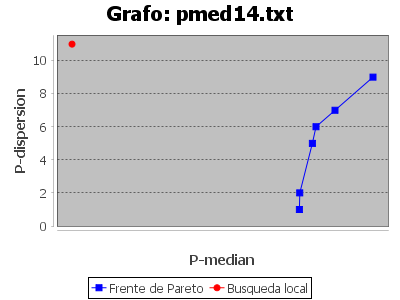 Grafo: pmed14.txt
P-dispersion
10
8
6
4
2
0
P-median
Frente de Pareto
Busqueda local